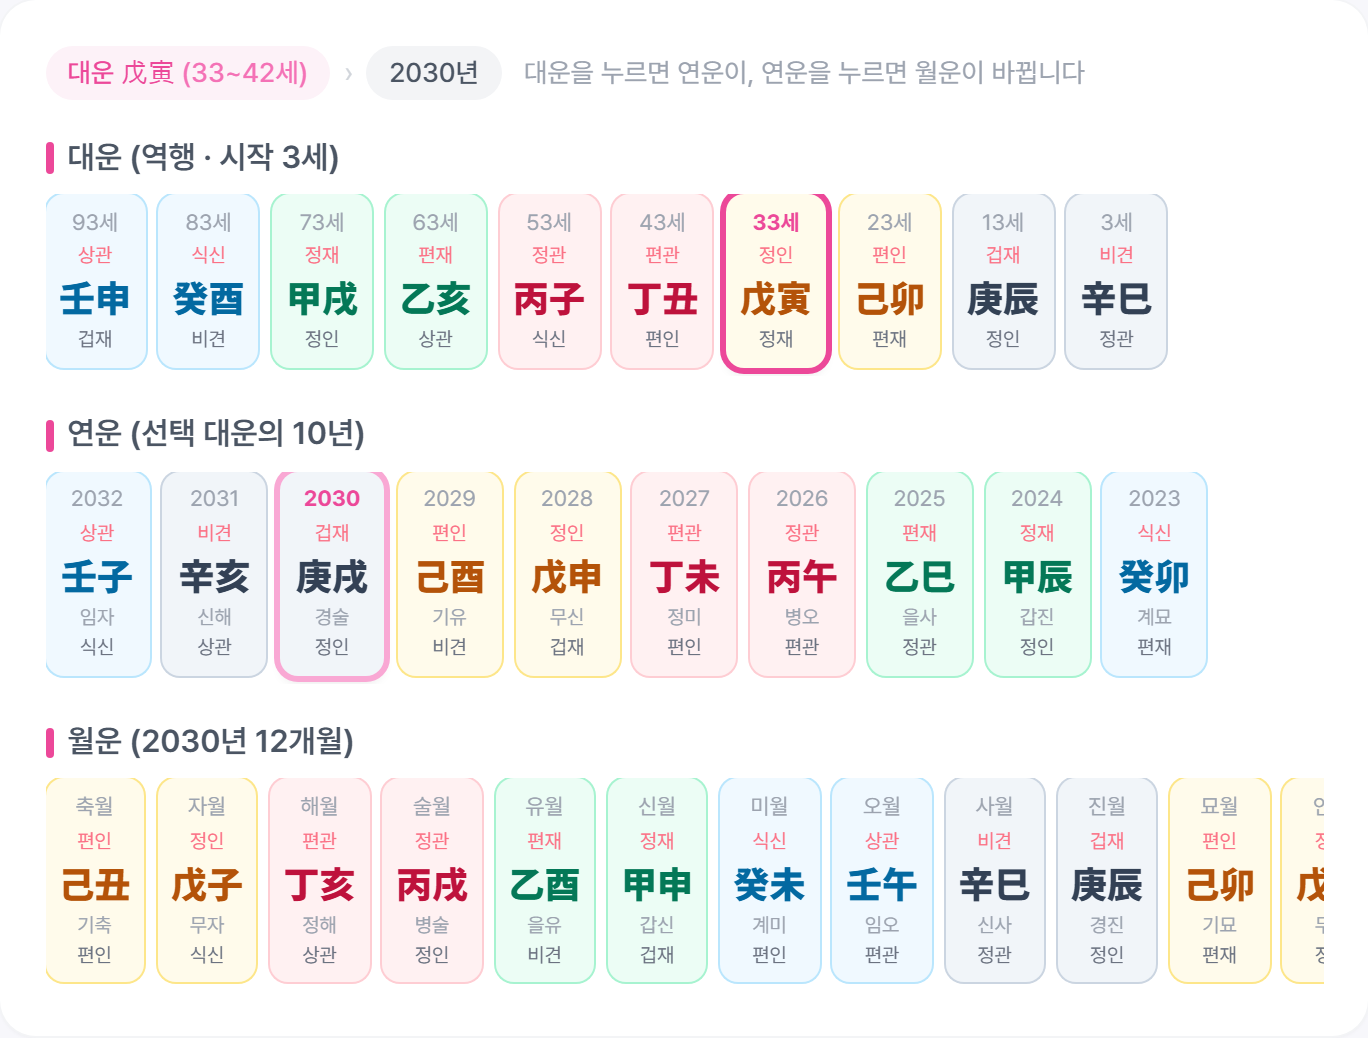 대운 戊寅 (33~42세) › 2030년 대운을 누르면 연운이, 연운을 누르면 월운이 바뀝니다
대운 (역행 · 시작 3세)
93세 83세 73세 63세 53세 43세 33세 23세 13세 3세
상관 식신 정재 편재 정관 편관 정인 편인 겁재 비견
壬申 癸酉 甲戌 乙亥 丙子 丁丑 戊寅 己卯 庚辰 辛巳
겁재 비견 정인 상관 식신 편인 정재 편재 정인 정관
연운 (선택 대운의 10년)
2032 2031 2030 2029 2028 2027 2026 2025 2024 2023
상관 비견 겁재 편인 정인 편관 정관 편재 정재 식신
壬子 辛亥 庚戌 己酉 戊申 丁未 丙午 乙巳 甲辰 癸卯
임자 신해 경술 기유 무신 정미 병오 을사 갑진 계묘
식신 상관 정인 비견 겁재 편인 편관 정관 정인 편재
월운 (2030년 12개월)
축월 자월 해월 술월 유월 신월 미월 오월 사월 진월 묘월
편인 정인 편관 정관 편재 정재 식신 상관 비견 겁재 편인
己丑 戊子 丁亥 丙戌 乙酉 甲申 癸未 壬午 辛巳 庚辰 己卯 戊
기축 무자 정해 병술 을유 갑신 계미 임오 신사 경진 기묘
편인 식신 상관 정인 비견 겁재 편인 편관 정관 정인 편재